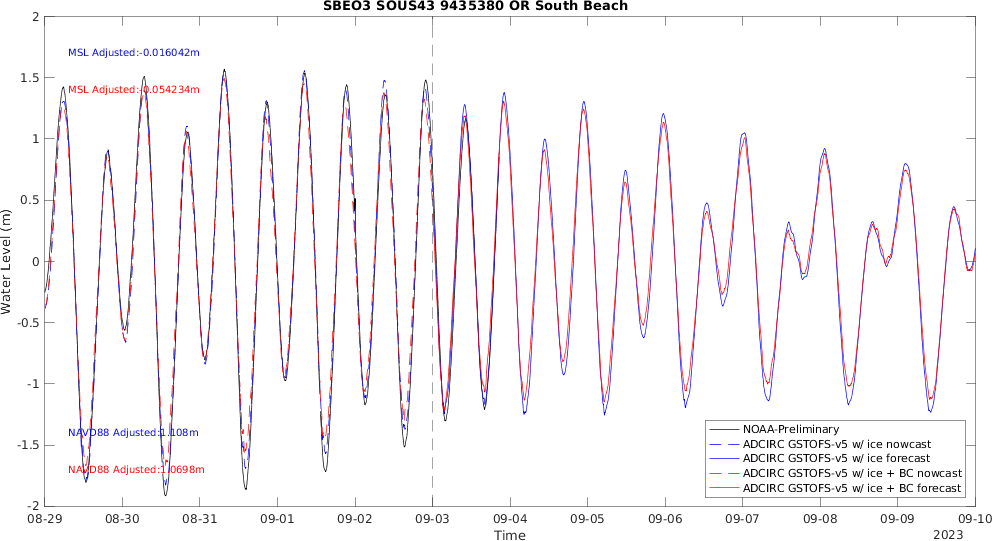 SBEO3 SOUS43 9435380 OR South Beach
2
1.5
1
0.5
0
-0.5
-1
-1.5
-2
Water Level (m)
MSL Adjusted:-0.016042m
MSL Adjusted:-0.054234m
NAVD88 Adjusted:1.108m
NAVD88 Adjusted:1.0698m
NOAA-Preliminary
ADCIRC GSTOFS-v5 w/ ice nowcast
ADCIRC GSTOFS-v5 w/ ice forecast
ADCIRC GSTOFS-v5 w/ ice + BC nowcast
ADCIRC GSTOFS-v5 w/ ice + BC forecast
08-29 08-30 08-31 09-01 09-02 09-03 09-04 09-05 09-06 09-07 09-08 09-09 09-10
Time
2023